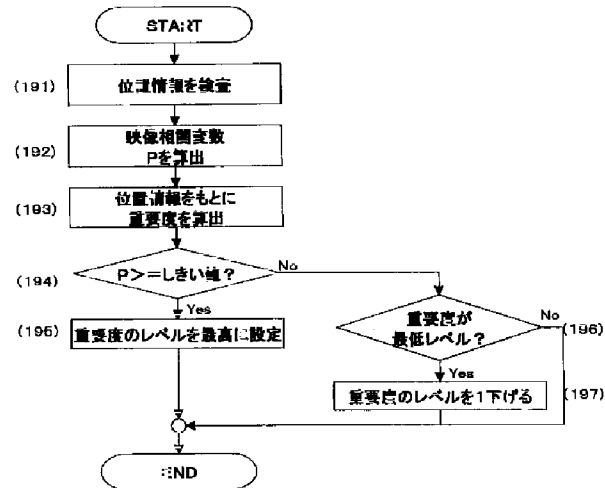 START
(191)
位置情報を検査
(192)
映像相関変数
Pを算出
(193)
位置情報をもとに
重要度を算出
(194)
P>=しきい値?
No
Yes
(195)
重要度のレベルを最高に設定
重要度が
最低レベル?
No
(196)
Yes
重要度のレベルを1下げる
(197)
END